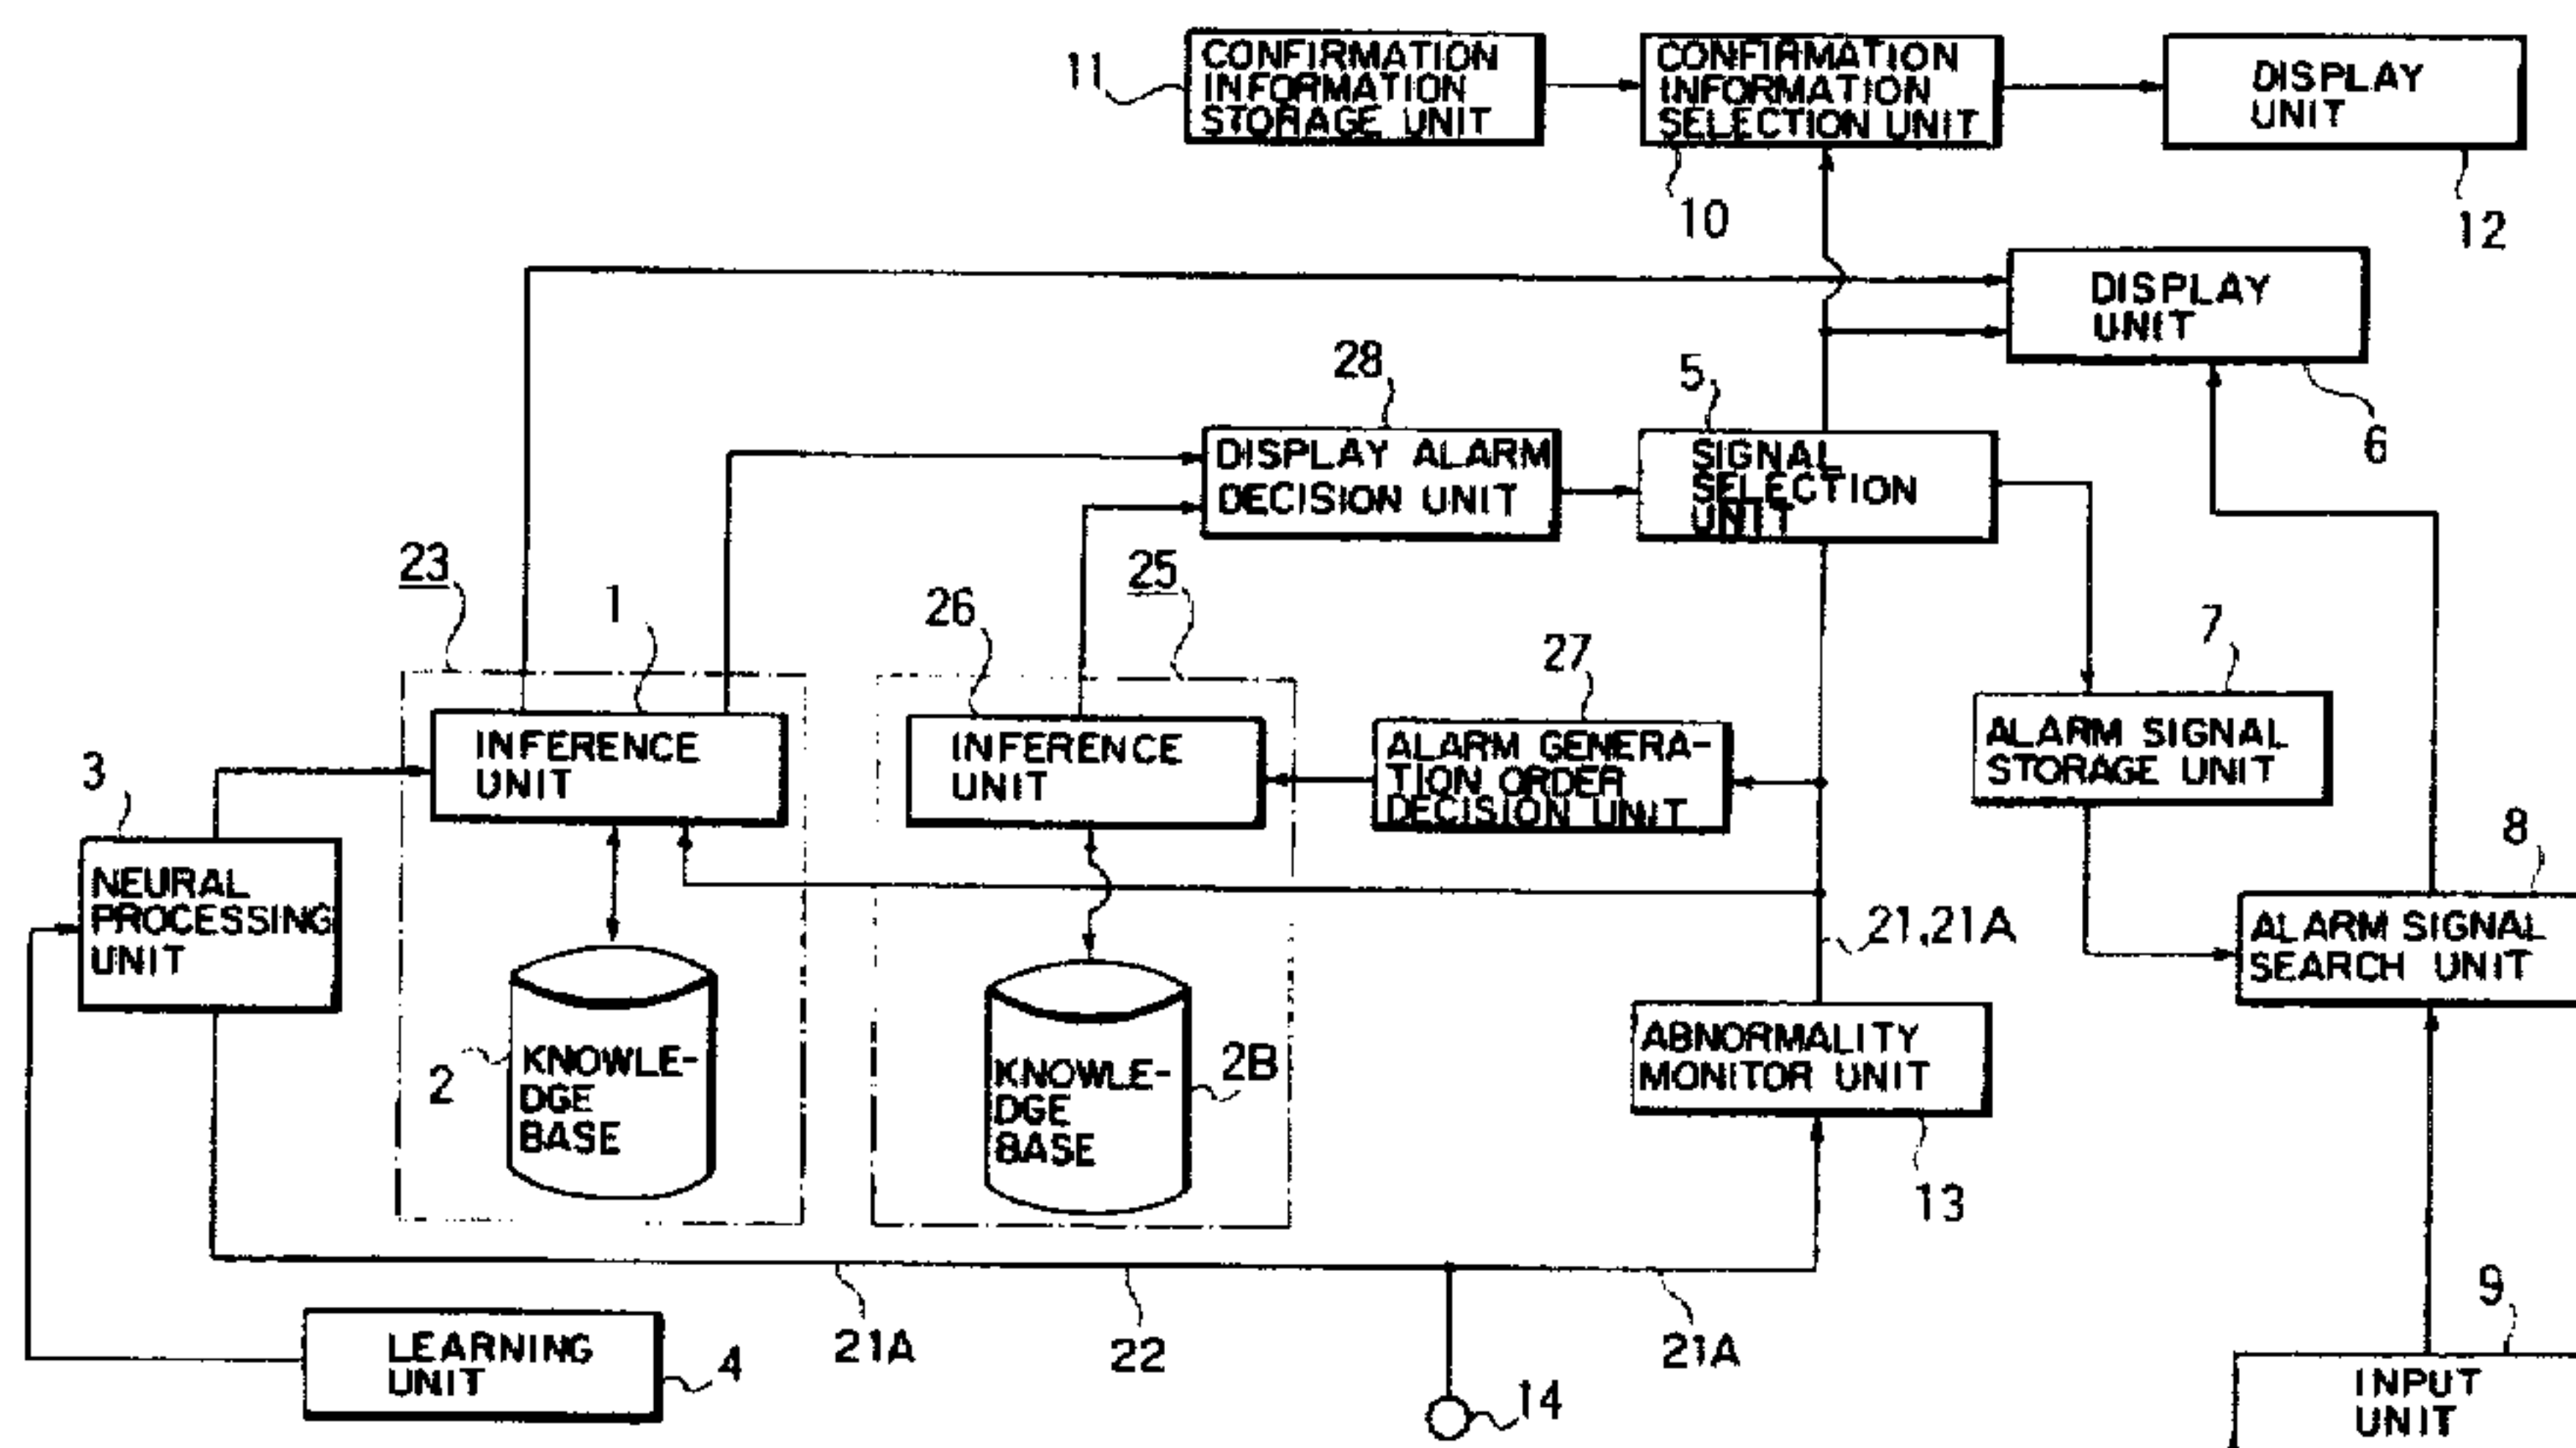 11
CONFIRMATION
INFORMATION
STORAGE UNIT
CONFIRMATION
INFORMATION
SELECTION UNIT
10
DISPLAY
UNIT
12
DISPLAY
UNIT
6
28
DISPLAY ALARM
DECISION UNIT
5
SIGNAL
SELECTION
UNIT
23
1
INFERENCE
UNIT
25
26
INFERENCE
UNIT
27
ALARM GENERA-
TION ORDER
DECISION UNIT
7
ALARM SIGNAL
STORAGE UNIT
3
NEURAL
PROCESSING
UNIT
8
ALARM SIGNAL
SEARCH UNIT
21,21A
2
KNOWLE-
DGE
BASE
KNOWLE-
DGE
BASE
2B
ABNORMALITY
MONITOR UNIT
13
21A
22
21A
LEARNING
UNIT
4
14
9
INPUT
UNIT